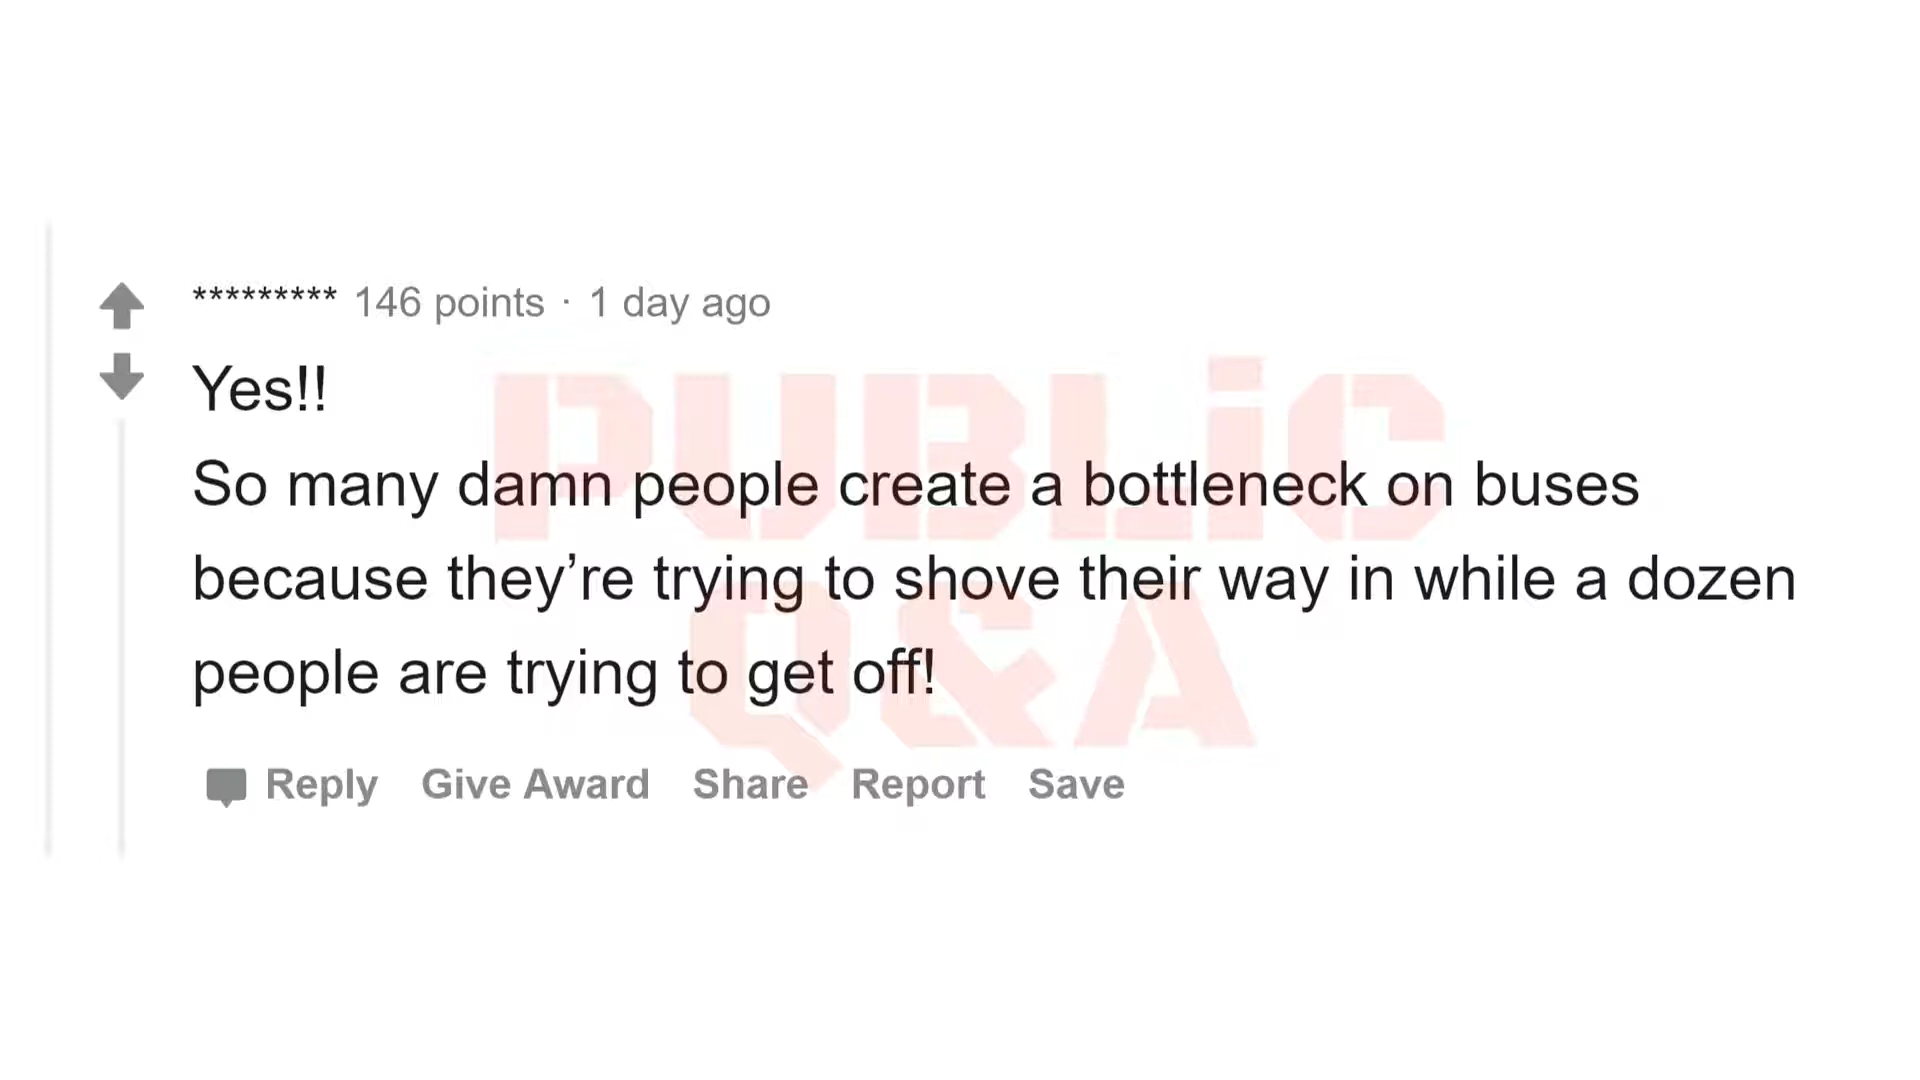 ********* 146 points · 1 day ago
Yes!!
So many damn people create a bottleneck on buses
because they’re trying to shove their way in while a dozen
people are trying to get off!
Reply Give Award Share Report Save
PUBLiC
Q&A